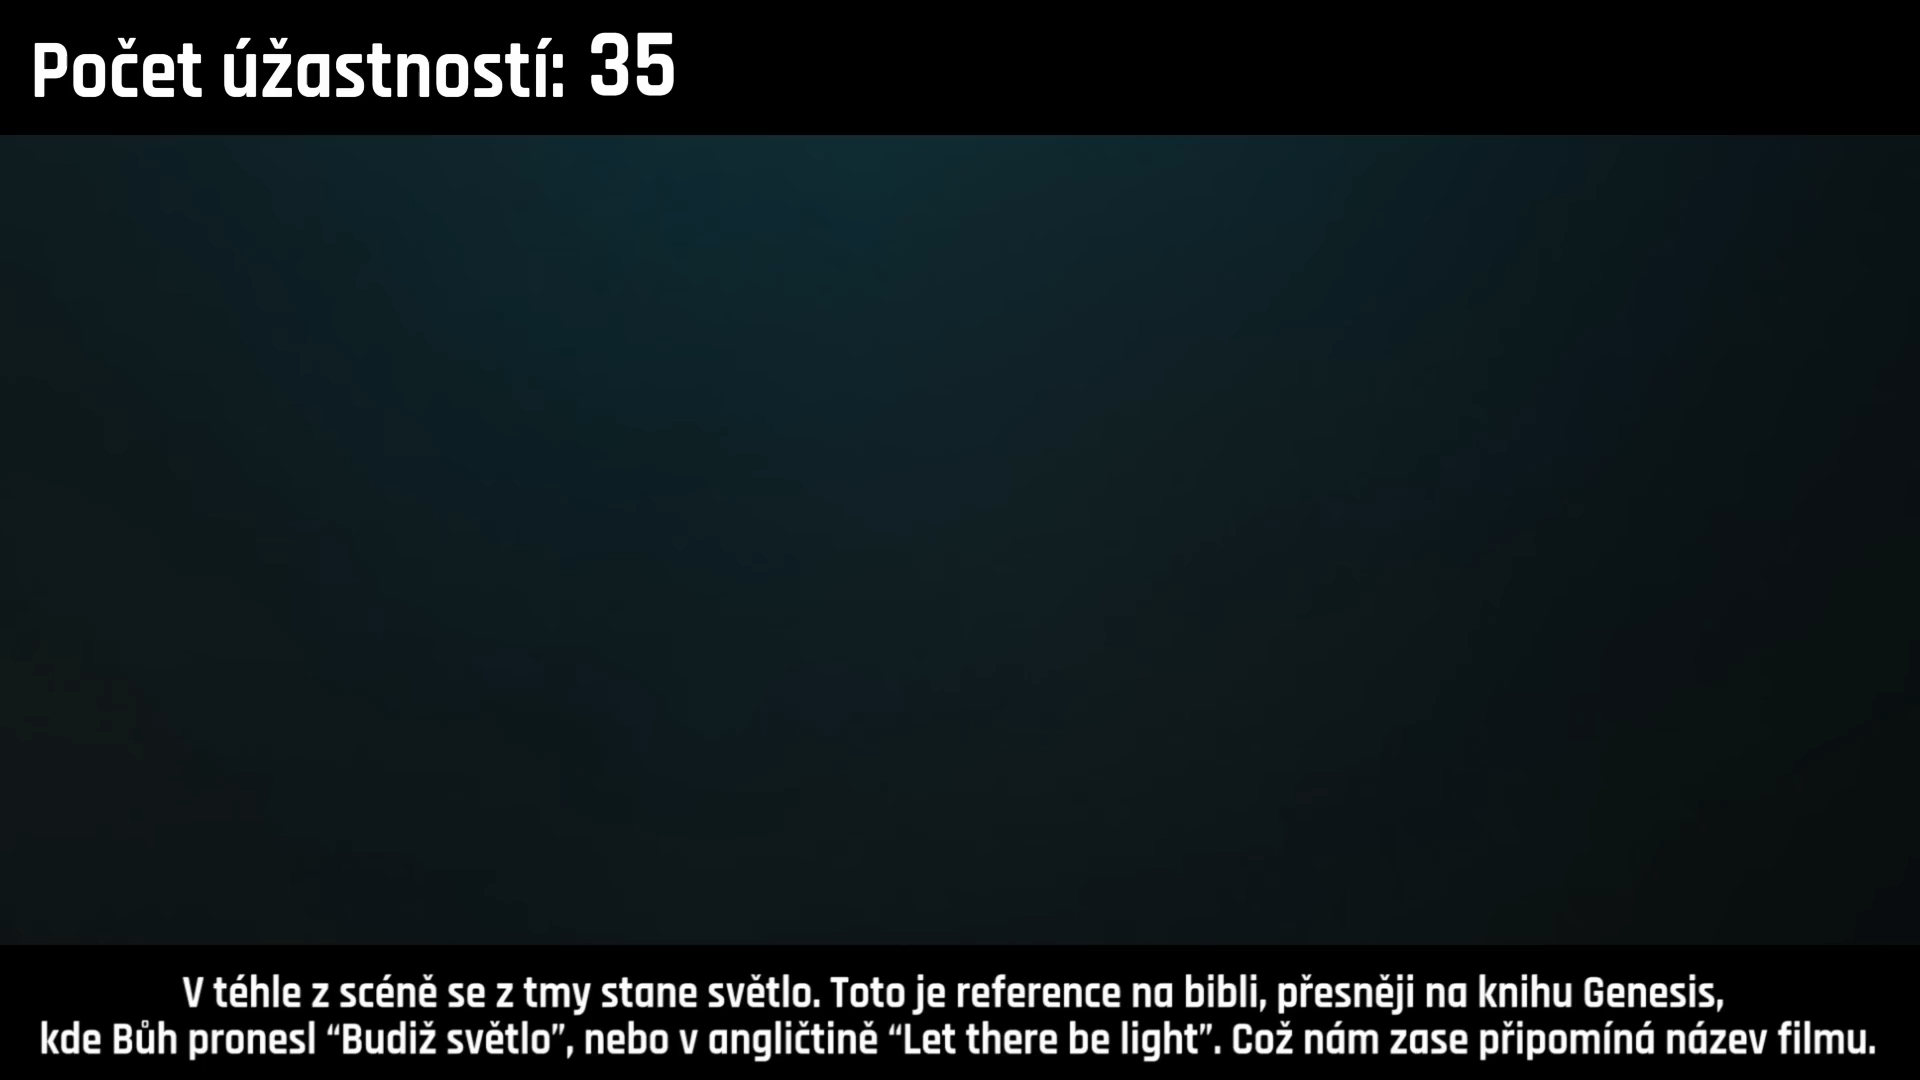 Počet úžastností: 35
V téhle z scéně se z tmy stane světlo. Toto je reference na bibli, přesněji na knihu Genesis,
kde Bůh pronesl “Budiž světlo”, nebo v angličtině “Let there be light”. Což nám zase připomíná název filmu.